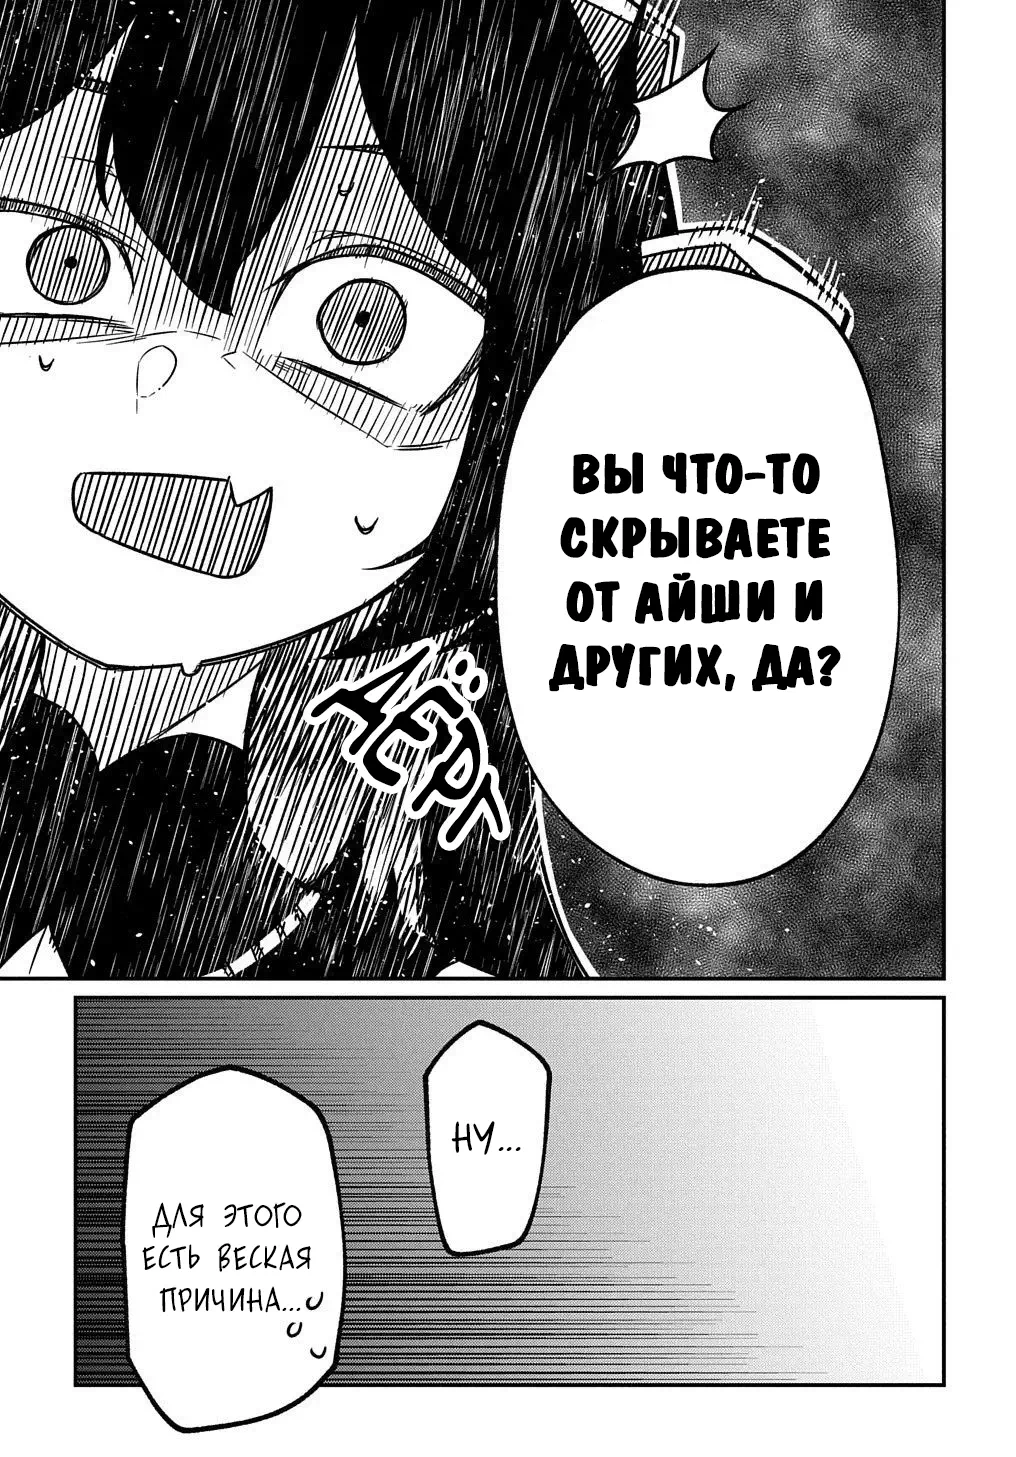 ВЫ ЧТО-ТО
СКРЫВАЕТЕ
ОТ АЙШИ И
ДРУГИХ, ДА?
ДЁРГ
НУ...
ДЛЯ ЭТОГО
ЕСТЬ ВЕСКАЯ
ПРИЧИНА...